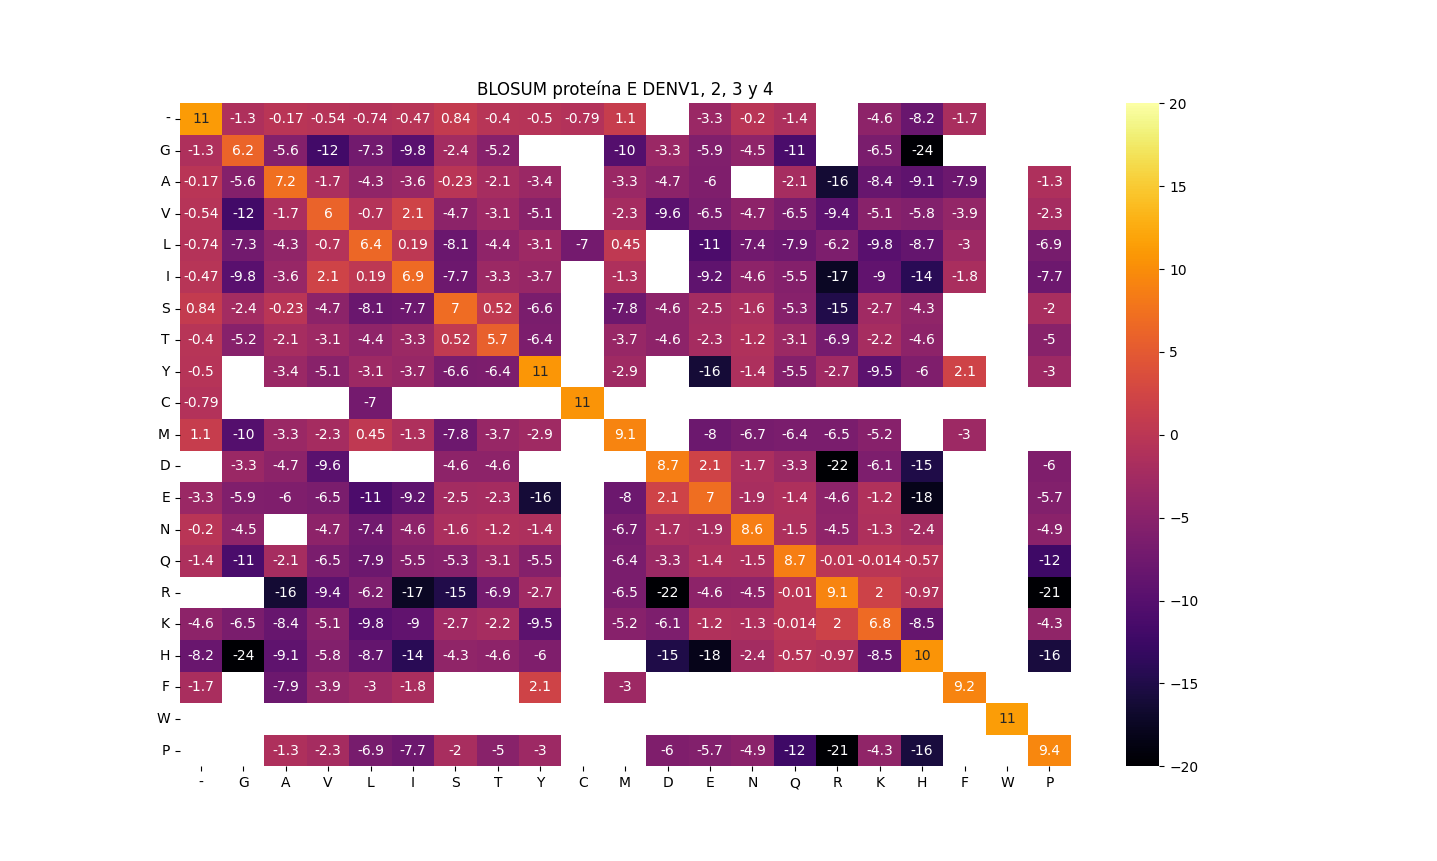 BLOSUM proteína E DENV1, 2, 3 y 4
- 11 -1.3 -0.17 -0.54 -0.74 -0.47 0.84 -0.4 -0.5 -0.79 1.1 -3.3 -0.2 -1.4 -4.6 -8.2 -1.7
G -1.3 6.2 -5.6 -12 -7.3 -9.8 -2.4 -5.2 -10 -3.3 -5.9 -4.5 -11 -6.5 -24
A -0.17 -5.6 7.2 -1.7 -4.3 -3.6 -0.23 -2.1 -3.4 -3.3 -4.7 -6 -2.1 -16 -8.4 -9.1 -7.9 -1.3
V -0.54 -12 -1.7 6 -0.7 2.1 -4.7 -3.1 -5.1 -2.3 -9.6 -6.5 -4.7 -6.5 -9.4 -5.1 -5.8 -3.9 -2.3
L -0.74 -7.3 -4.3 -0.7 6.4 0.19 -8.1 -4.4 -3.1 -7 0.45 -11 -7.4 -7.9 -6.2 -9.8 -8.7 -3 -6.9
I -0.47 -9.8 -3.6 2.1 0.19 6.9 -7.7 -3.3 -3.7 -1.3 -9.2 -4.6 -5.5 -17 -9 -14 -1.8 -7.7
S 0.84 -2.4 -0.23 -4.7 -8.1 -7.7 7 0.52 -6.6 -7.8 -4.6 -2.5 -1.6 -5.3 -15 -2.7 -4.3 -2
T -0.4 -5.2 -2.1 -3.1 -4.4 -3.3 0.52 5.7 -6.4 -3.7 -4.6 -2.3 -1.2 -3.1 -6.9 -2.2 -4.6 -5
Y -0.5 -3.4 -5.1 -3.1 -3.7 -6.6 -6.4 11 -2.9 -16 -1.4 -5.5 -2.7 -9.5 -6 2.1 -3
C -0.79 -7 11
M 1.1 -10 -3.3 -2.3 0.45 -1.3 -7.8 -3.7 -2.9 9.1 -8 -6.7 -6.4 -6.5 -5.2 -3
D -3.3 -4.7 -9.6 -4.6 -4.6 8.7 2.1 -1.7 -3.3 -22 -6.1 -15 -6
E -3.3 -5.9 -6 -6.5 -11 -9.2 -2.5 -2.3 -16 -8 2.1 7 -1.9 -1.4 -4.6 -1.2 -18 -5.7
N -0.2 -4.5 -4.7 -7.4 -4.6 -1.6 -1.2 -1.4 -6.7 -1.7 -1.9 8.6 -1.5 -4.5 -1.3 -2.4 -4.9
Q -1.4 -11 -2.1 -6.5 -7.9 -5.5 -5.3 -3.1 -5.5 -6.4 -3.3 -1.4 -1.5 8.7 -0.01 -0.014 -0.57 -12
R -16 -9.4 -6.2 -17 -15 -6.9 -2.7 -6.5 -22 -4.6 -4.5 -0.01 9.1 2 -0.97 -21
K -4.6 -6.5 -8.4 -5.1 -9.8 -9 -2.7 -2.2 -9.5 -5.2 -6.1 -1.2 -1.3 -0.014 2 6.8 -8.5 -4.3
H -8.2 -24 -9.1 -5.8 -8.7 -14 -4.3 -4.6 -6 -15 -18 -2.4 -0.57 -0.97 -8.5 10 -16
F -1.7 -7.9 -3.9 -3 -1.8 2.1 -3 9.2
W 11
P -1.3 -2.3 -6.9 -7.7 -2 -5 -3 -6 -5.7 -4.9 -12 -21 -4.3 -16 9.4
- G A V L I S T Y C M D E N Q R K H F W P
20
15
10
5
0
−5
−10
−15
−20